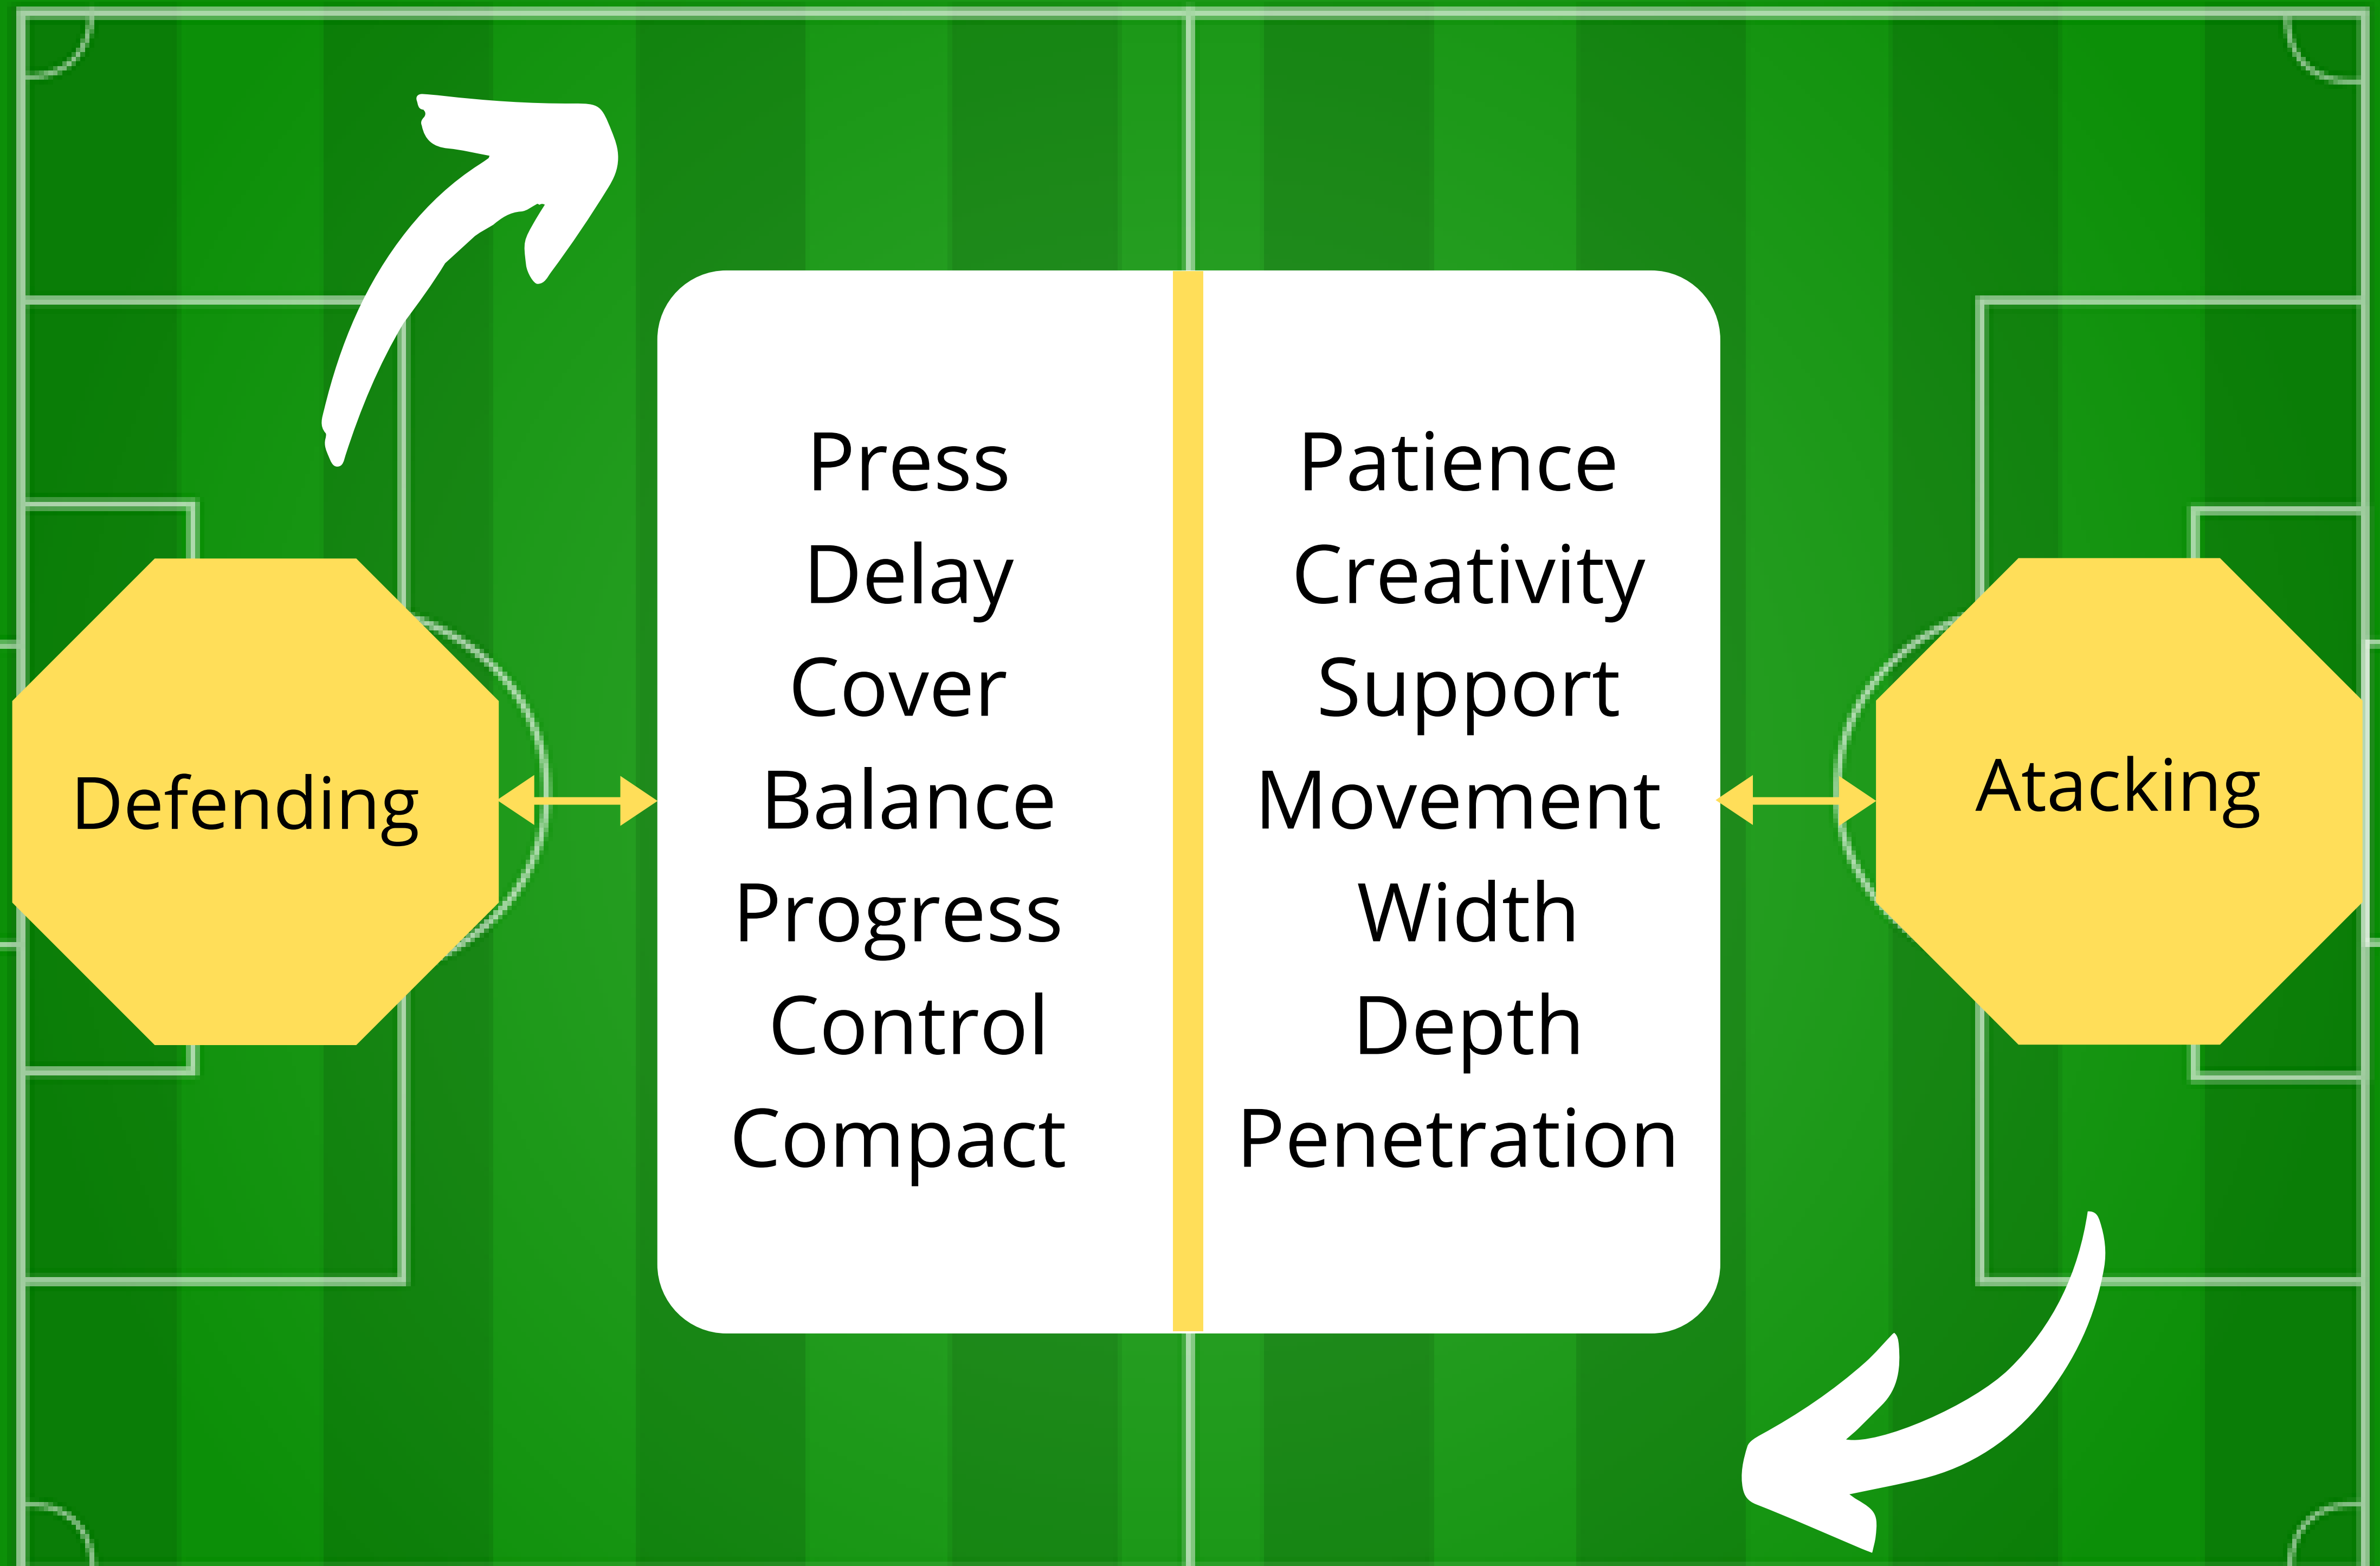 Defending
Press
Delay
Cover
Balance
Progress
Control
Compact
Patience
Creativity
Support
Movement
Width
Depth
Penetration
Atacking